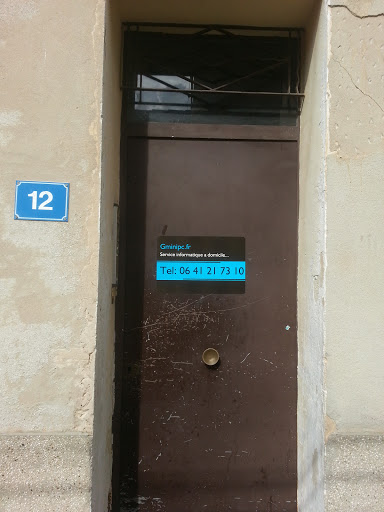 12
Gminipc.fr
Service informatique a domicile...
Tel: 06 41 21 73 10